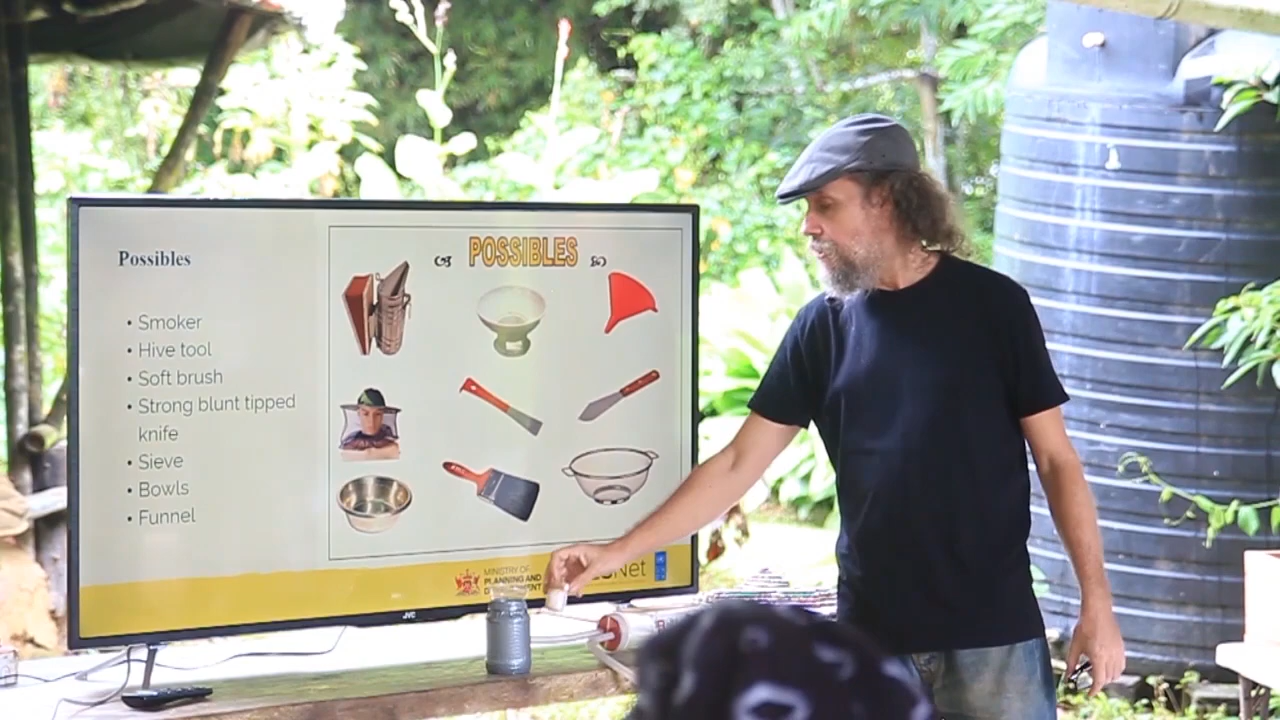 Possibles
• Smoker
• Hive tool
• Soft brush
• Strong blunt tipped
knife
• Sieve
• Bowls
• Funnel
POSSIBLES
MINISTRY OF
PLANNING AND
Net
JVC